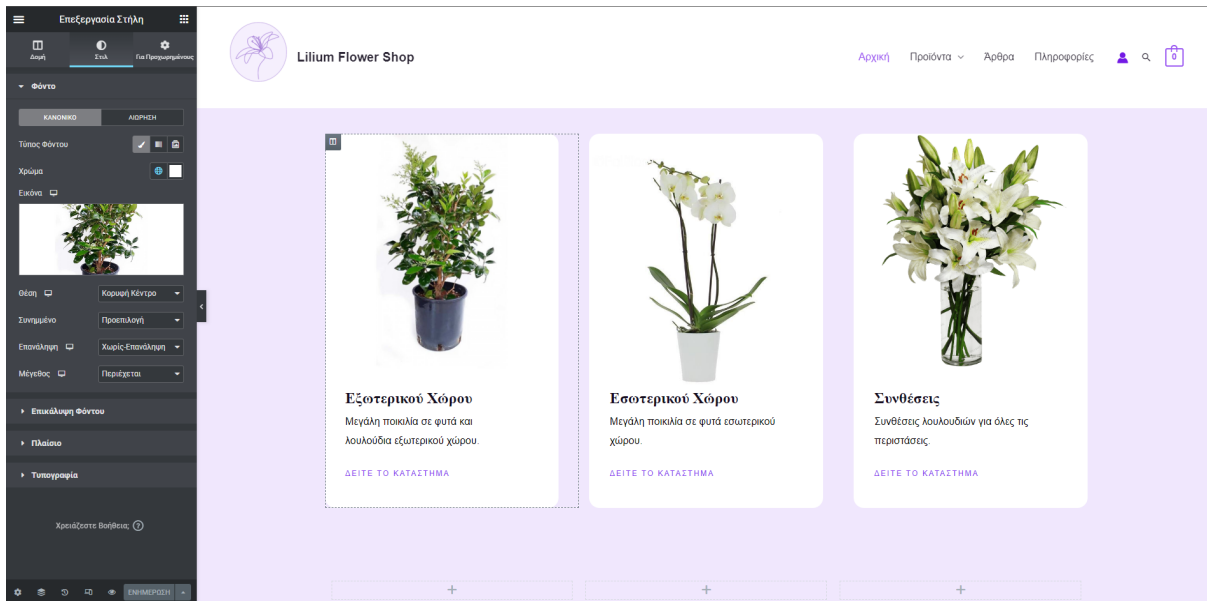 Επεξεργασία Στήλη
Δομή
Στιλ
Για Προχωρημένους
Φόντο
ΚΑΝΟΝΙΚΟ
ΑΙΩΡΗΣΗ
Τύπος Φόντου
Χρώμα
Εικόνα
Θέση
Κορυφή Κέντρο
Συνημμένο
Προεπιλογή
Επανάληψη
Χωρίς-Επανάληψη
Μέγεθος
Περιέχεται
Επικάλυψη Φόντου
Πλαίσιο
Τυπογραφία
Χρειάζεστε Βοήθεια;
ΕΝΗΜΕΡΩΣΗ
Lilium Flower Shop
Αρχική
Προϊόντα
Άρθρα
Πληροφορίες
0
Εξωτερικού Χώρου
Μεγάλη ποικιλία σε φυτά και
λουλούδια εξωτερικού χώρου.
ΔΕΙΤΕ ΤΟ ΚΑΤΑΣΤΗΜΑ
Εσωτερικού Χώρου
Μεγάλη ποικιλία σε φυτά εσωτερικού
χώρου.
ΔΕΙΤΕ ΤΟ ΚΑΤΑΣΤΗΜΑ
Συνθέσεις
Συνθέσεις λουλουδιών για όλες τις
περιστάσεις.
ΔΕΙΤΕ ΤΟ ΚΑΤΑΣΤΗΜΑ